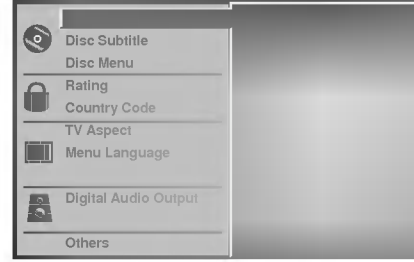 Disc Subtitle
Disc Menu
Rating
Country Code
TV Aspect
Menu Language
Digital Audio Output
Others